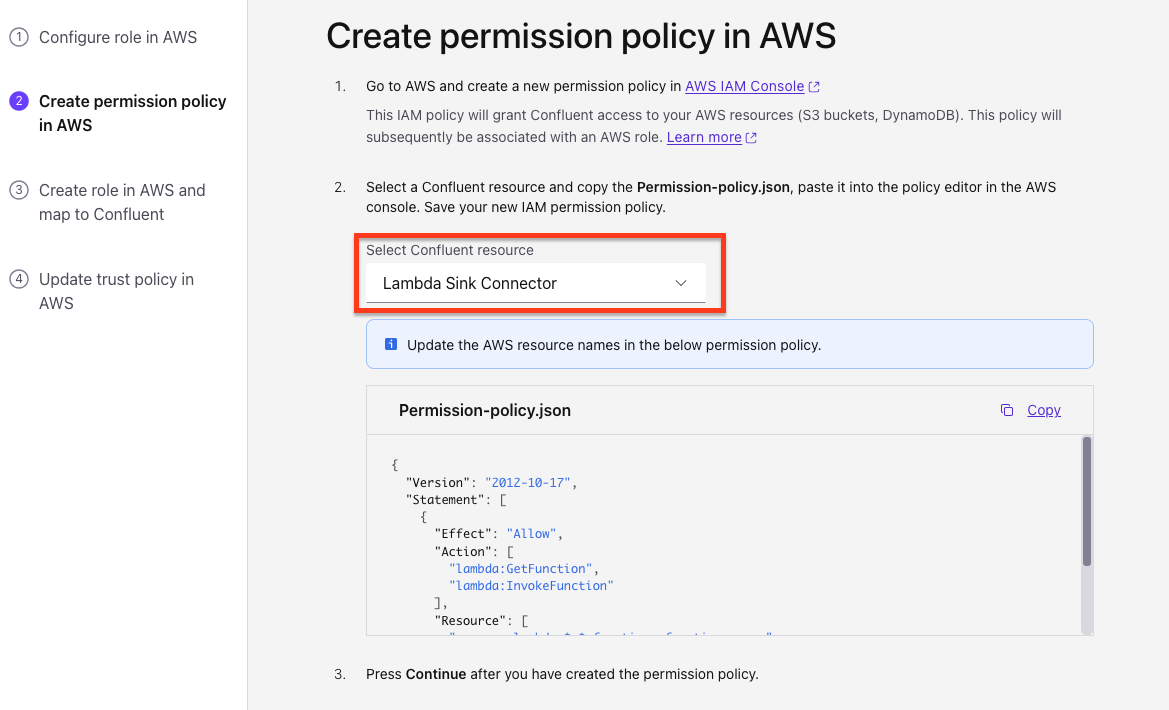 1 Configure role in AWS
2 Create permission policy
in AWS
3 Create role in AWS and
map to Confluent
4 Update trust policy in
AWS
Create permission policy in AWS
1. Go to AWS and create a new permission policy in AWS IAM Console
This IAM policy will grant Confluent access to your AWS resources (S3 buckets, DynamoDB). This policy will
subsequently be associated with an AWS role. Learn more
2. Select a Confluent resource and copy the Permission-policy.json, paste it into the policy editor in the AWS
console. Save your new IAM permission policy.
Select Confluent resource
Lambda Sink Connector
Update the AWS resource names in the below permission policy.
Permission-policy.json
Copy
{
"Version": "2012-10-17",
"Statement": [
{
"Effect": "Allow",
"Action": [
"lambda:GetFunction",
"lambda:InvokeFunction"
],
"Resource": [
3. Press Continue after you have created the permission policy.